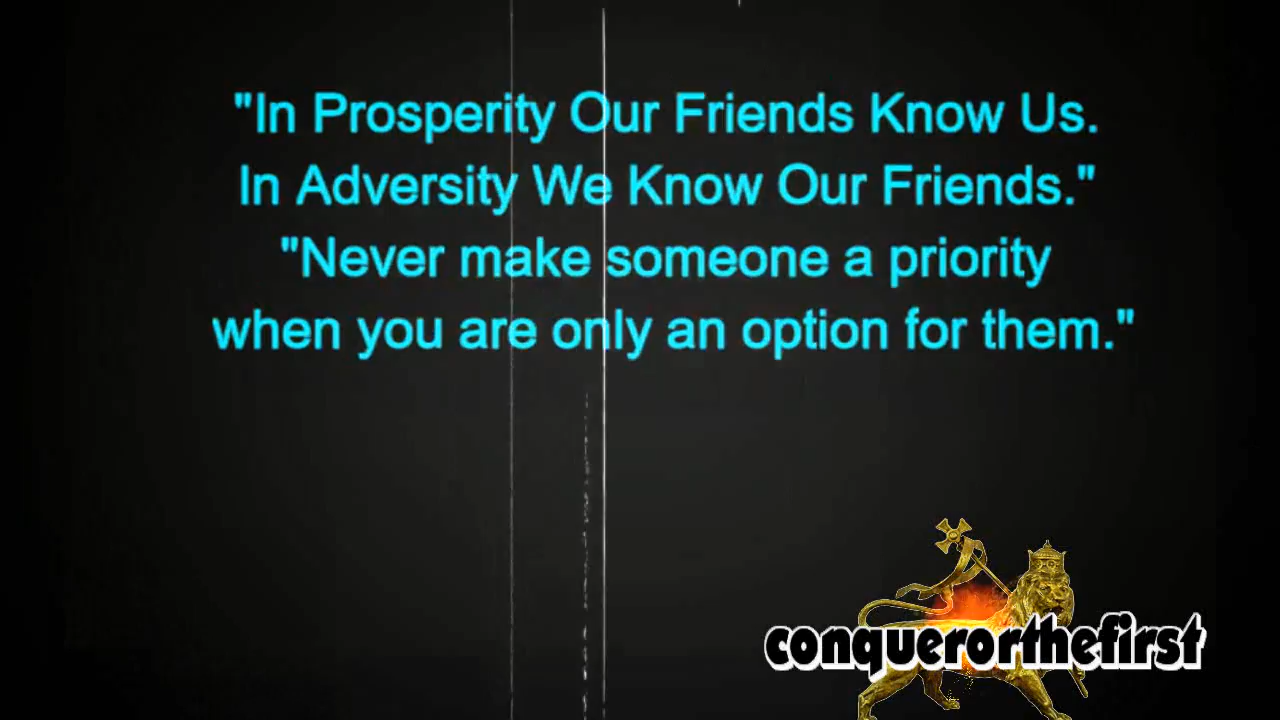 "In Prosperity Our Friends Know Us.
In Adversity We Know Our Friends."
"Never make someone a priority
when you are only an option for them."
conquerorthefirst